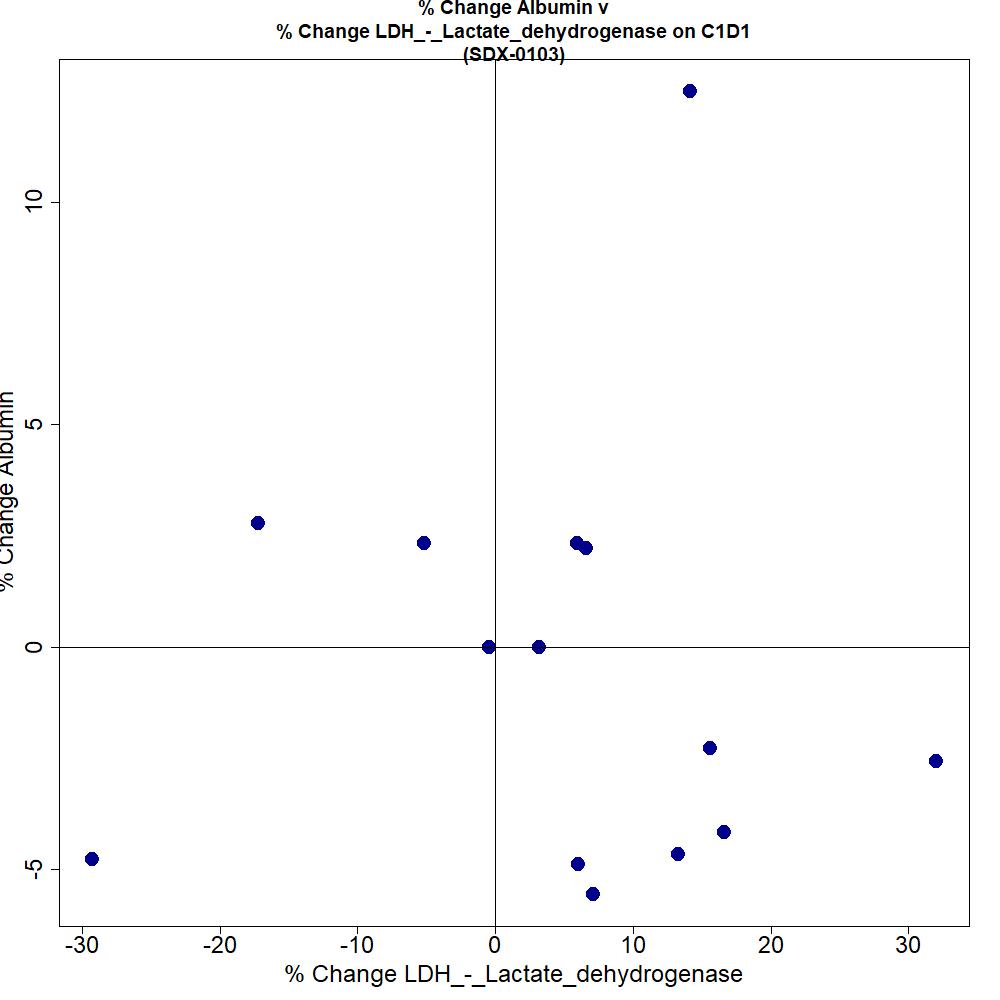 % Change Albumin v
% Change LDH_-_Lactate_dehydrogenase on C1D1
(SDX-0103)
% Change Albumin
10
5
0
-5
-30 -20 -10 0 10 20 30
% Change LDH_-_Lactate_dehydrogenase